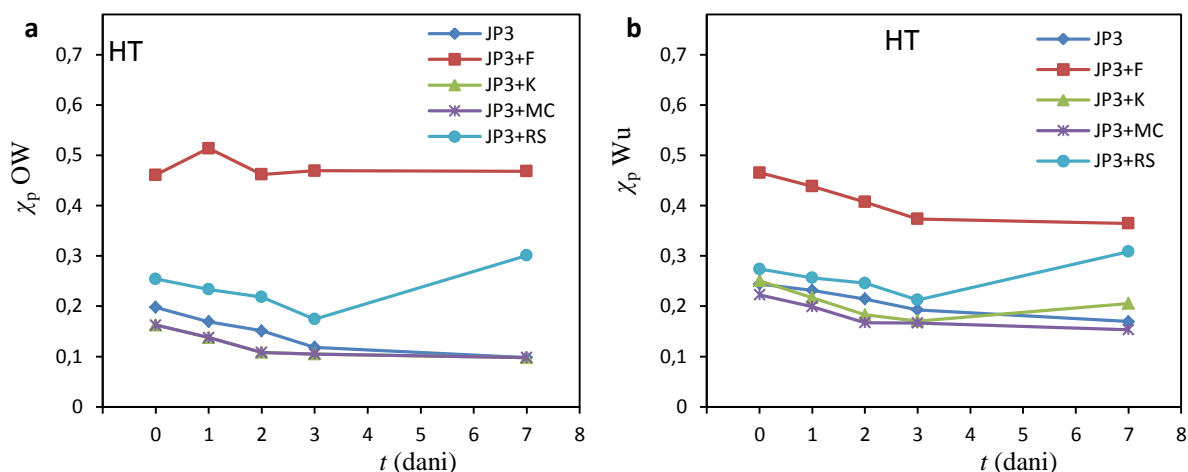 a
HT
χp OW
0,7
0,6
0,5
0,4
0,3
0,2
0,1
0
JP3
JP3+F
JP3+K
JP3+MC
JP3+RS
0 1 2 3 4 5 6 7 8
t (dani)
b
HT
χp Wu
0,7
0,6
0,5
0,4
0,3
0,2
0,1
0
JP3
JP3+F
JP3+K
JP3+MC
JP3+RS
0 1 2 3 4 5 6 7 8
t (dani)